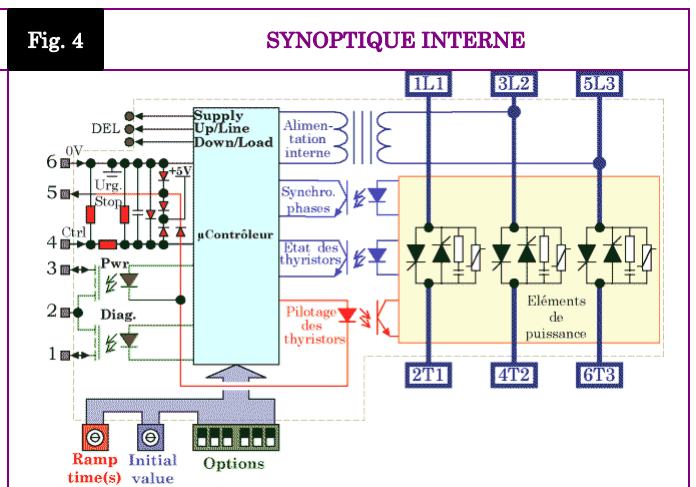 Fig. 4
SYNOPTIQUE INTERNE
1L1
3L2
5L3
DEL
Supply
Up/Line
Down/Load
Alimen-
tation
interne
6
0V
+5V
5
Urg.
Stop
Synchro.
phases
4
Ctrl
µContrôleur
Etat des
thyristors
3
Pwr
2
Diag.
Pilotage
des
thyristors
Eléments
de
puissance
1
2T1
4T2
6T3
Ramp
time(s)
Initial
value
Options